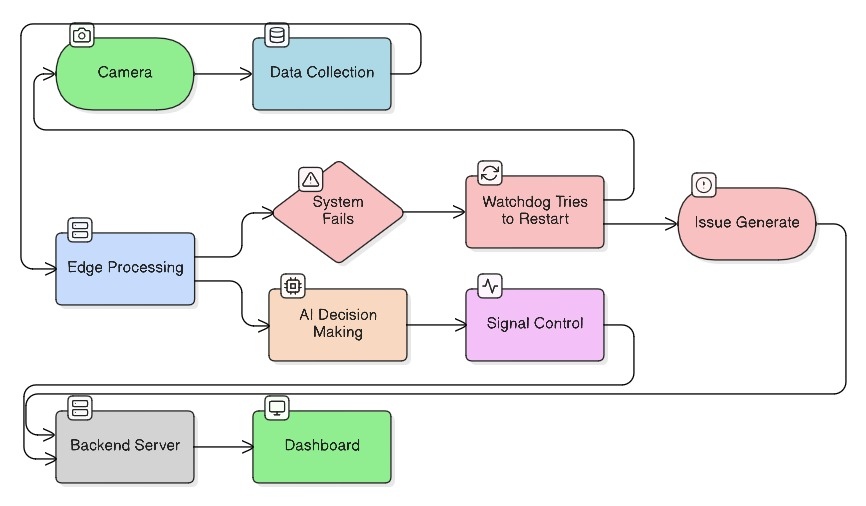 Camera
Data Collection
System
Fails
Watchdog Tries
to Restart
Issue Generate
Edge Processing
AI Decision
Making
Signal Control
Backend Server
Dashboard